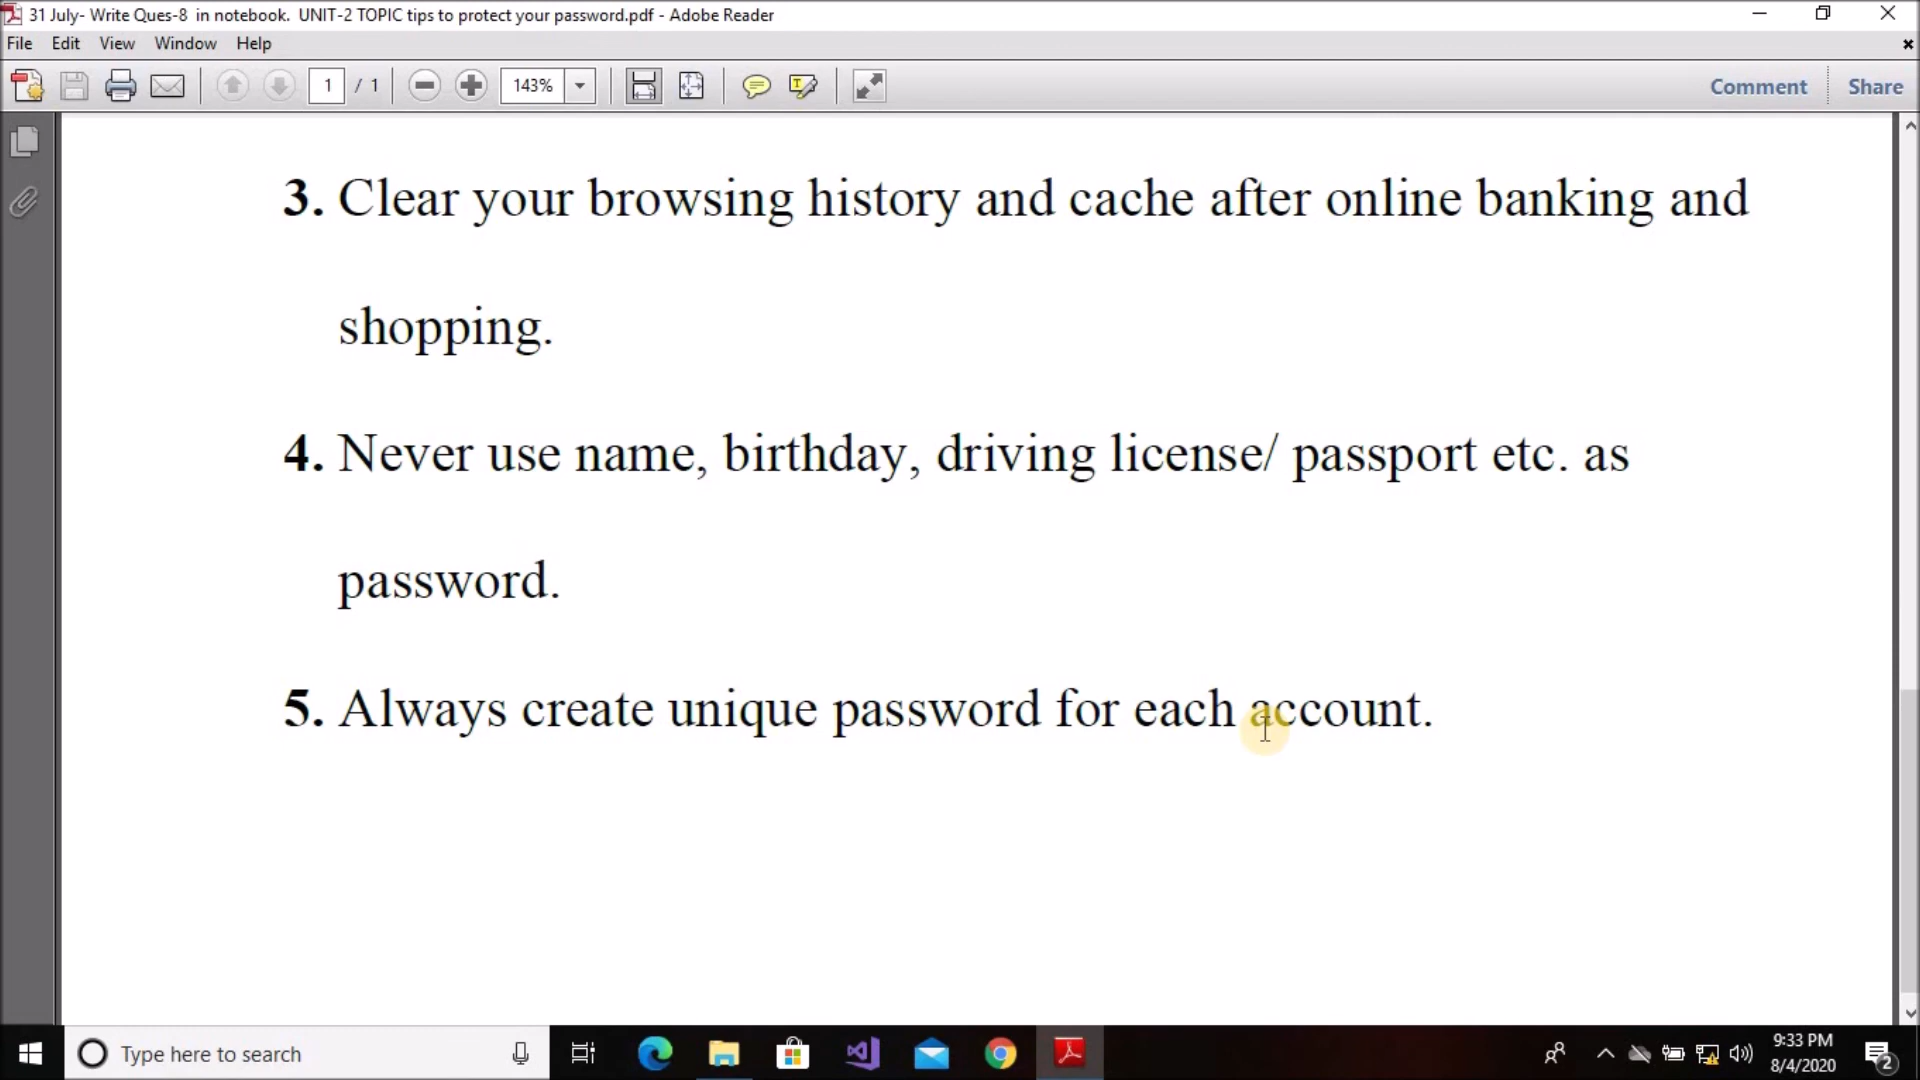 31 July- Write Ques-8 in notebook. UNIT-2 TOPIC tips to protect your password.pdf - Adobe Reader
File Edit View Window Help
1 / 1 143% Comment Share
3. Clear your browsing history and cache after online banking and
shopping.
4. Never use name, birthday, driving license/ passport etc. as
password.
5. Always create unique password for each account.
Type here to search
9:33 PM
8/4/2020
2